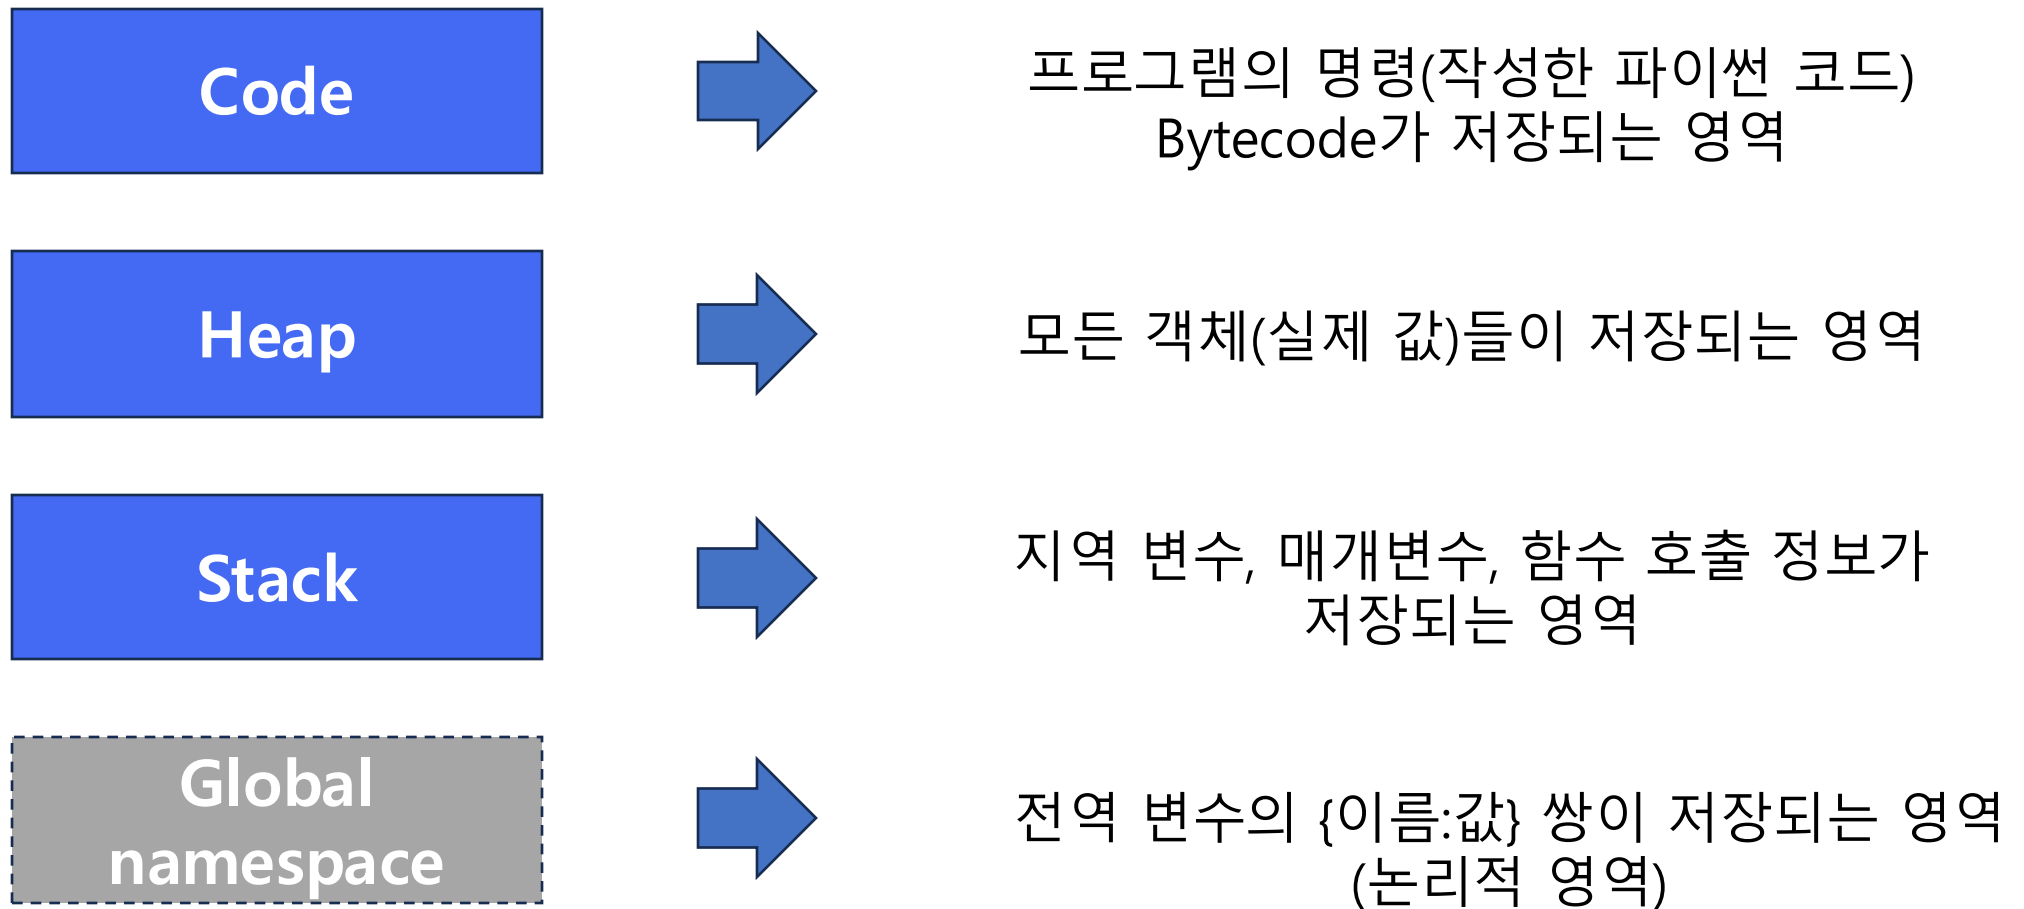 Code
프로그램의 명령(작성한 파이썬 코드)
Bytecode가 저장되는 영역
Heap
모든 객체(실제 값)들이 저장되는 영역
Stack
지역 변수, 매개변수, 함수 호출 정보가
저장되는 영역
Global
namespace
전역 변수의 {이름:값} 쌍이 저장되는 영역
(논리적 영역)